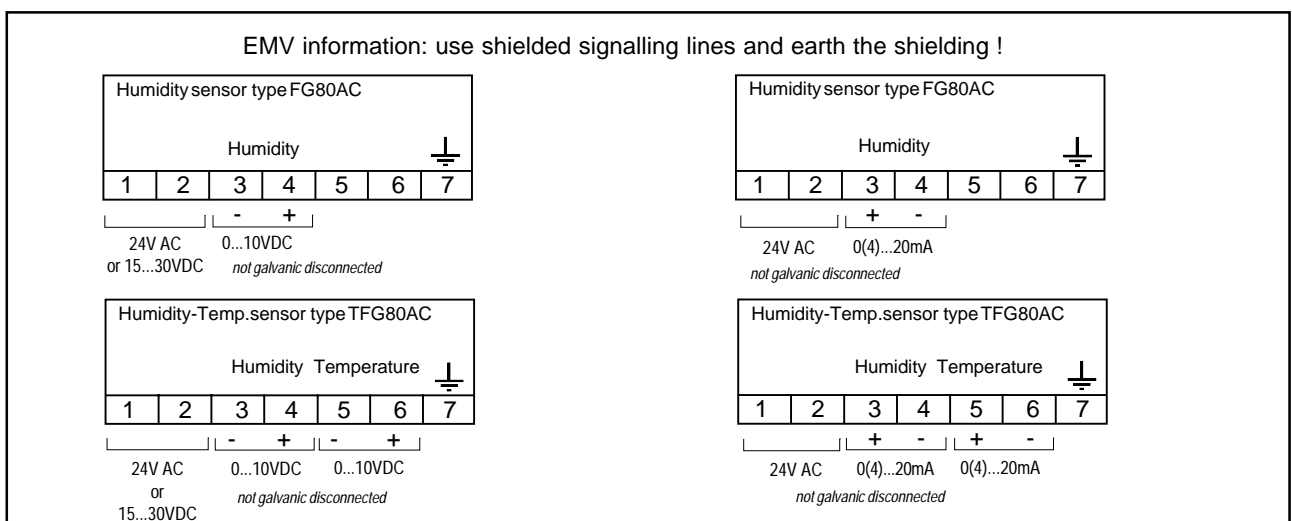 EMV information: use shielded signalling lines and earth the shielding !
Humidity sensor type FG80AC
Humidity
1 2 3 4 5 6 7
- +
24V AC 0...10VDC
or 15...30VDC not galvanic disconnected
Humidity sensor type FG80AC
Humidity
1 2 3 4 5 6 7
+ -
24V AC 0(4)...20mA
not galvanic disconnected
Humidity-Temp.sensor type TFG80AC
Humidity Temperature
1 2 3 4 5 6 7
- + - +
24V AC 0...10VDC 0...10VDC
or not galvanic disconnected
15...30VDC
Humidity-Temp.sensor type TFG80AC
Humidity Temperature
1 2 3 4 5 6 7
+ - + -
24V AC 0(4)...20mA 0(4)...20mA
not galvanic disconnected